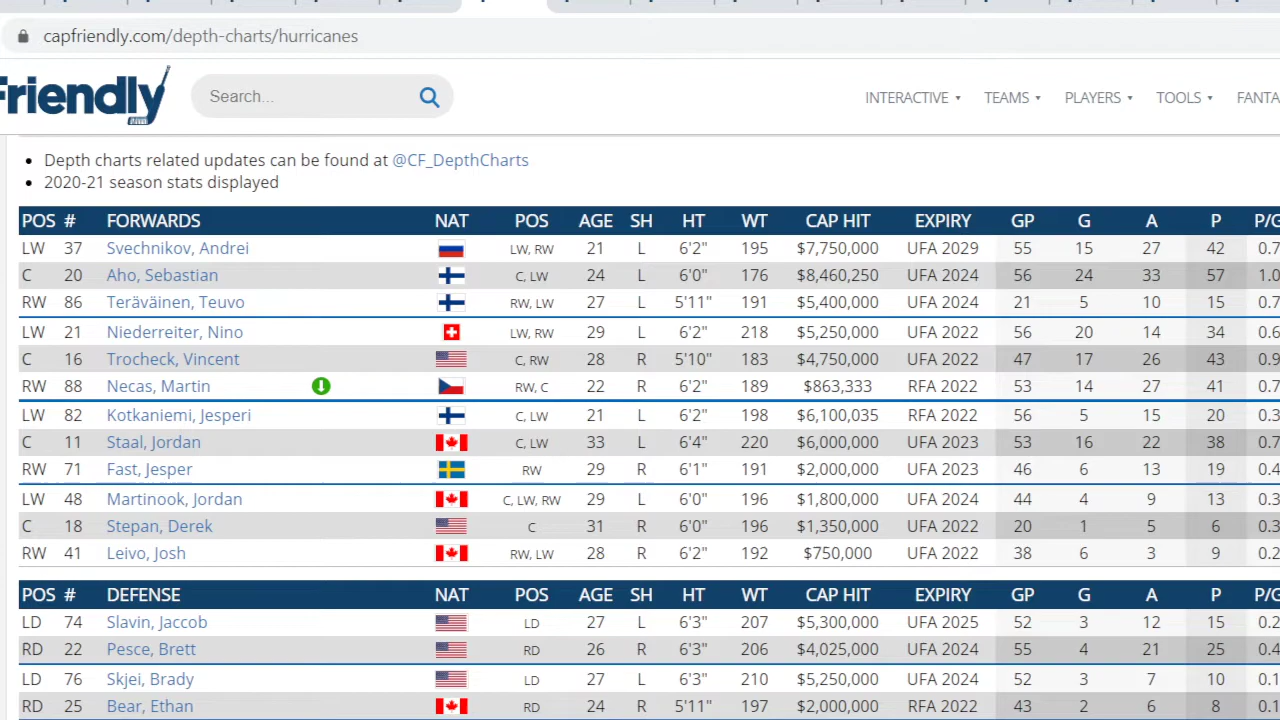 capfriendly.com/depth-charts/hurricanes
Friendly Search... INTERACTIVE TEAMS PLAYERS TOOLS FANTA
Depth charts related updates can be found at @CF_DepthCharts
2020-21 season stats displayed
POS # FORWARDS NAT POS AGE SH HT WT CAP HIT EXPIRY GP G A P P/G
LW 37 Svechnikov, Andrei LW, RW 21 L 6'2" 195 $7,750,000 UFA 2029 55 15 27 42 0.7
C 20 Aho, Sebastian C, LW 24 L 6'0" 176 $8,460,250 UFA 2024 56 24 33 57 1.0
RW 86 Teräväinen, Teuvo RW, LW 27 L 5'11" 191 $5,400,000 UFA 2024 21 5 10 15 0.7
LW 21 Niederreiter, Nino LW, RW 29 L 6'2" 218 $5,250,000 UFA 2022 56 20 14 34 0.6
C 16 Trocheck, Vincent C, RW 28 R 5'10" 183 $4,750,000 UFA 2022 47 17 26 43 0.9
RW 88 Necas, Martin RW, C 22 R 6'2" 189 $863,333 RFA 2022 53 14 27 41 0.7
LW 82 Kotkaniemi, Jesperi C, LW 21 L 6'2" 198 $6,100,035 RFA 2022 56 5 15 20 0.3
C 11 Staal, Jordan C, LW 33 L 6'4" 220 $6,000,000 UFA 2023 53 16 22 38 0.7
RW 71 Fast, Jesper RW 29 R 6'1" 191 $2,000,000 UFA 2023 46 6 13 19 0.4
LW 48 Martinook, Jordan C, LW, RW 29 L 6'0" 196 $1,800,000 UFA 2024 44 4 9 13 0.3
C 18 Stepan, Derek C 31 R 6'0" 196 $1,350,000 UFA 2022 20 1 5 6 0.3
RW 41 Leivo, Josh RW, LW 28 R 6'2" 192 $750,000 UFA 2022 38 6 3 9 0.2
POS # DEFENSE NAT POS AGE SH HT WT CAP HIT EXPIRY GP G A P P/G
LD 74 Slavin, Jaccob LD 27 L 6'3" 207 $5,300,000 UFA 2025 52 3 12 15 0.2
RD 22 Pesce, Brett RD 26 R 6'3" 206 $4,025,000 UFA 2024 55 4 21 25 0.4
LD 76 Skjei, Brady LD 27 L 6'3" 210 $5,250,000 UFA 2024 52 3 7 10 0.1
RD 25 Bear, Ethan RD 24 R 5'11" 197 $2,000,000 RFA 2022 43 2 6 8 0.1